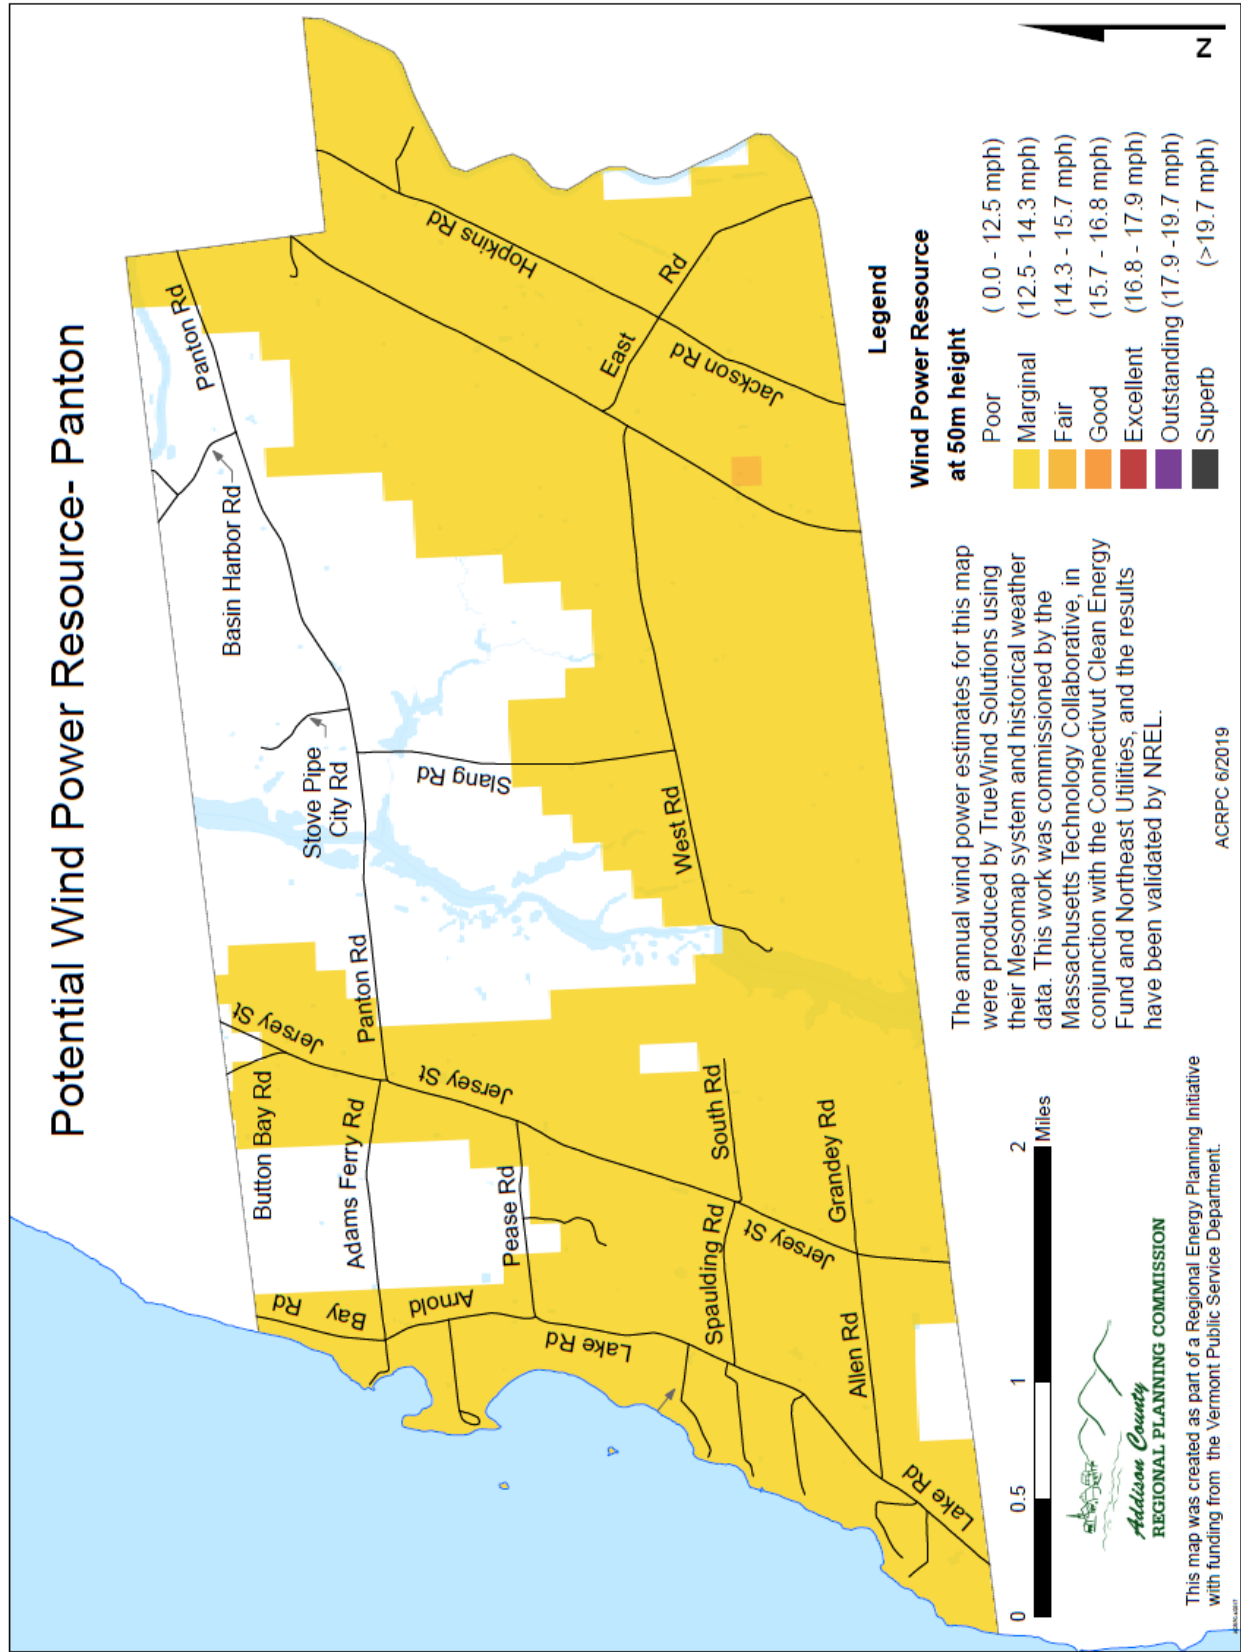 Potential Wind Power Resource- Panton
Button Bay Rd
Jersey St
Panton Rd
Stove Pipe
City Rd
Basin Harbor Rd
Panton Rd
Bay Rd
Adams Ferry Rd
Arnold
Jersey St
Slang Rd
Pease Rd
Lake Rd
Hopkins Rd
East Rd
West Rd
Jackson Rd
South Rd
Spaulding Rd
Jersey St
Grandey Rd
Allen Rd
Lake Rd
Legend
Wind Power Resource
at 50m height
Poor ( 0.0 - 12.5 mph)
Marginal (12.5 - 14.3 mph)
Fair (14.3 - 15.7 mph)
Good (15.7 - 16.8 mph)
Excellent (16.8 - 17.9 mph)
Outstanding (17.9 -19.7 mph)
Superb (>19.7 mph)
N
The annual wind power estimates for this map
were produced by TrueWind Solutions using
their Mesomap system and historical weather
data. This work was commissioned by the
Massachusetts Technology Collaborative, in
conjunction with the Connectivut Clean Energy
Fund and Northeast Utilities, and the results
have been validated by NREL.
ACRPC 6/2019
0 0.5 1 2
Miles
Addison County
REGIONAL PLANNING COMMISSION
This map was created as part of a Regional Energy Planning Initiative
with funding from the Vermont Public Service Department.